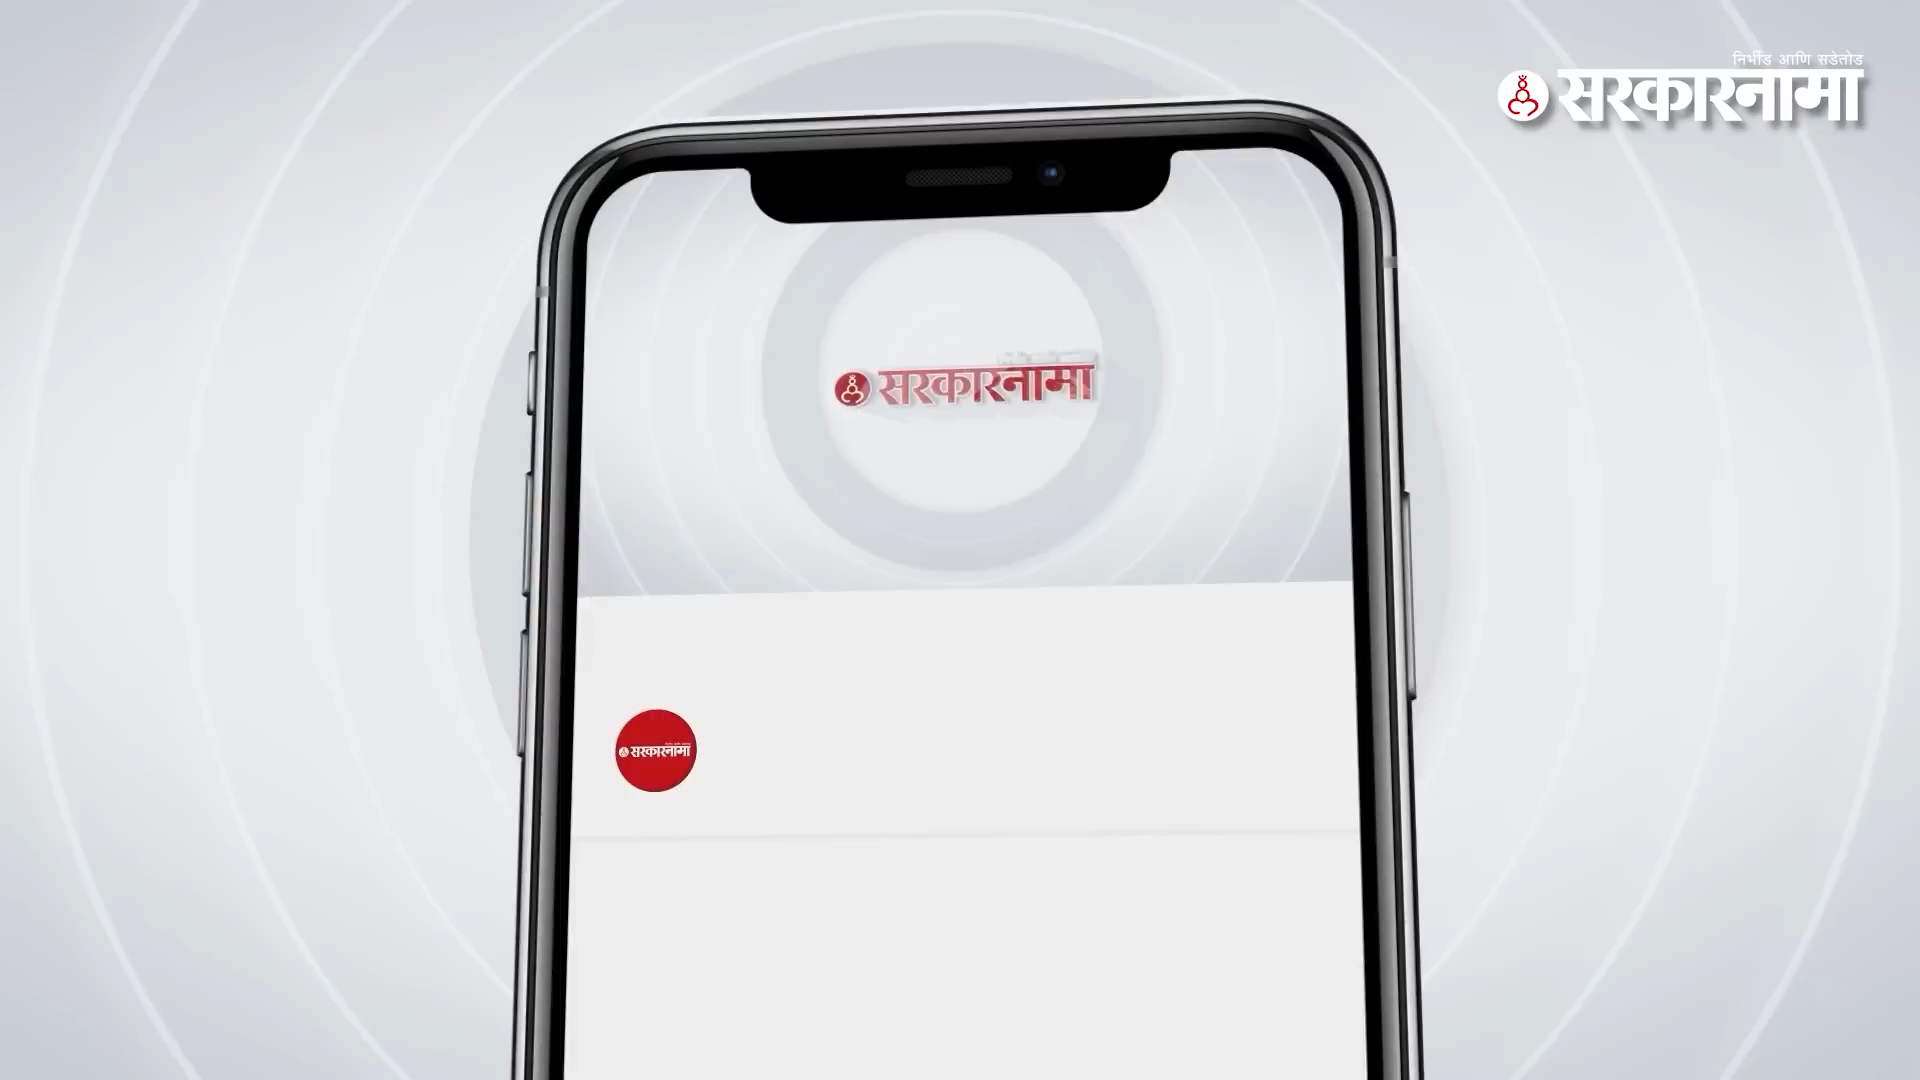 निर्भीड आणि सडेतोड
सरकारनामा
सरकारनामा
सरकारनामा